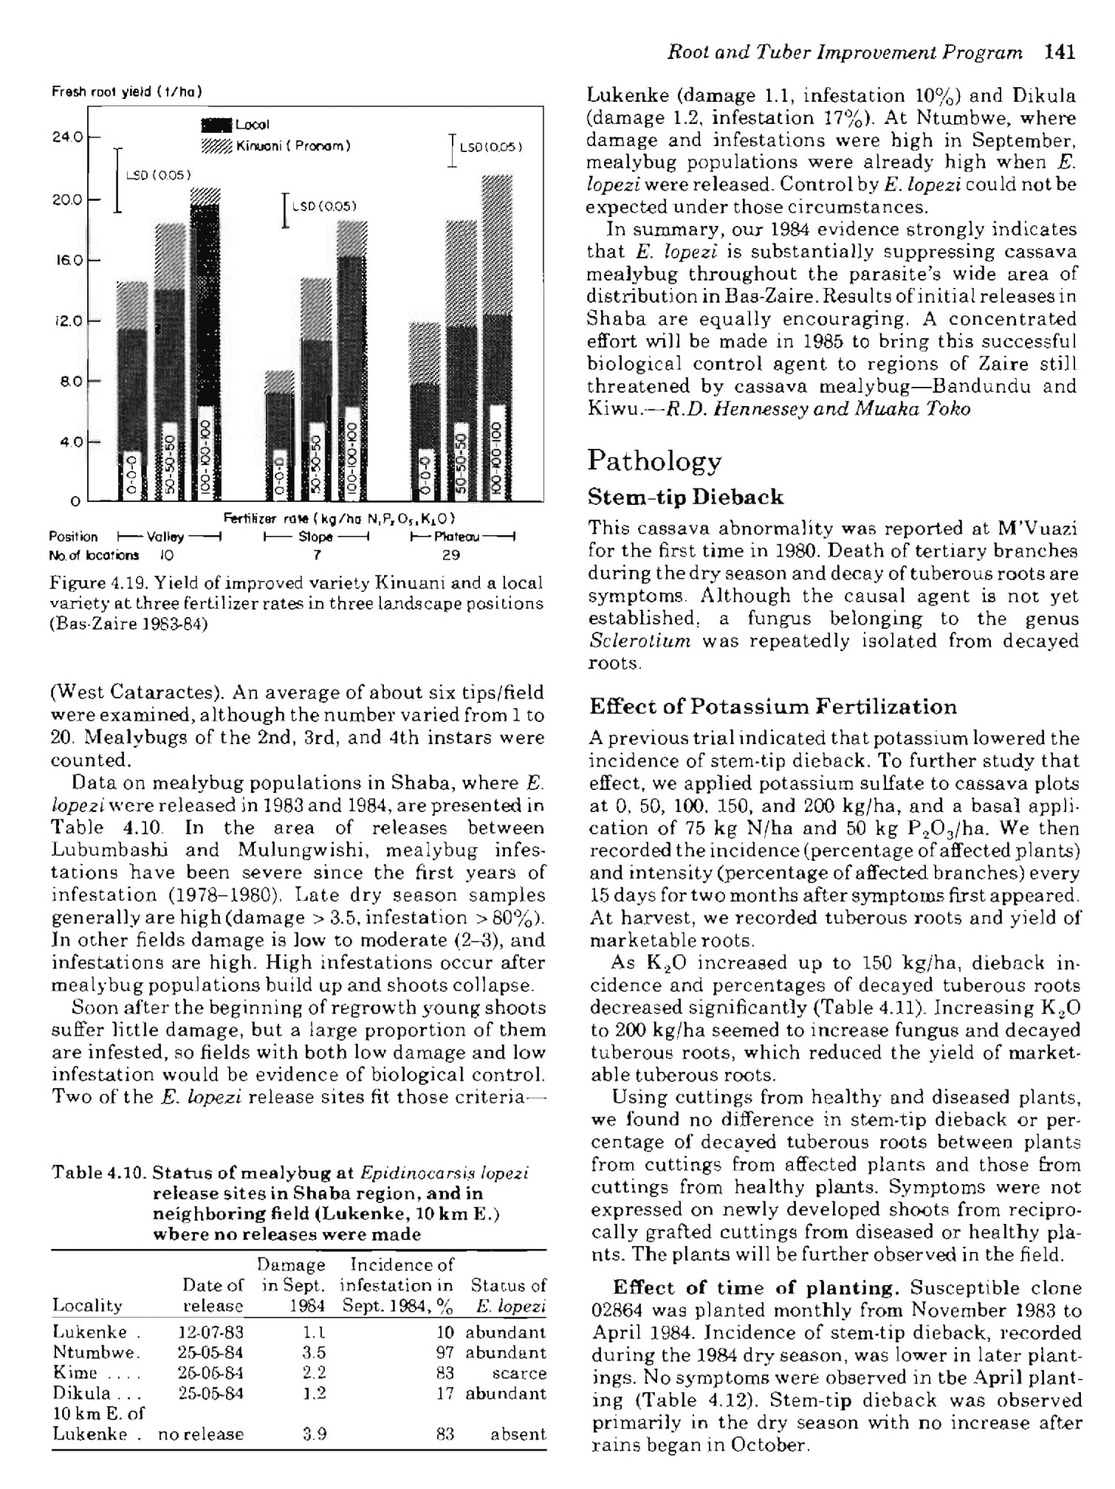 Root and Tuber Improvement Program 141
Fresh root yield (t/ha)
Local
Kinuani (Pronam)
LSD (0.05)
LSD (0.05)
LSD (0.05)
24.0
20.0
16.0
12.0
8.0
4.0
0
0-0-0
50-50-50
100-100-100
0-0-0
50-50-50
100-100-100
0-0-0
50-50-50
100-100-100
Fertilizer rate (kg/ha N,P₂O₅,K₂O)
Position Valley Slope Plateau
No. of locations 10 7 29
Figure 4.19. Yield of improved variety Kinuani and a local
variety at three fertilizer rates in three landscape positions
(Bas-Zaire 1983-84)
(West Cataractes). An average of about six tips/field
were examined, although the number varied from 1 to
20. Mealybugs of the 2nd, 3rd, and 4th instars were
counted.
Data on mealybug populations in Shaba, where E.
lopezi were released in 1983 and 1984, are presented in
Table 4.10. In the area of releases between
Lubumbashi and Mulungwishi, mealybug infes-
tations have been severe since the first years of
infestation (1978–1980). Late dry season samples
generally are high (damage > 3.5, infestation > 80%).
In other fields damage is low to moderate (2–3), and
infestations are high. High infestations occur after
mealybug populations build up and shoots collapse.
Soon after the beginning of regrowth young shoots
suffer little damage, but a large proportion of them
are infested, so fields with both low damage and low
infestation would be evidence of biological control.
Two of the E. lopezi release sites fit those criteria—
Table 4.10. Status of mealybug at Epidinocarsis lopezi
release sites in Shaba region, and in
neighboring field (Lukenke, 10 km E.)
where no releases were made
Damage Incidence of
Date of in Sept. infestation in Status of
Locality release 1984 Sept. 1984, % E. lopezi
Lukenke . 12-07-83 1.1 10 abundant
Ntumbwe. 25-05-84 3.5 97 abundant
Kime .... 26-05-84 2.2 83 scarce
Dikula ... 25-05-84 1.2 17 abundant
10 km E. of
Lukenke . no release 3.9 83 absent
Lukenke (damage 1.1, infestation 10%) and Dikula
(damage 1.2, infestation 17%). At Ntumbwe, where
damage and infestations were high in September,
mealybug populations were already high when E.
lopezi were released. Control by E. lopezi could not be
expected under those circumstances.
In summary, our 1984 evidence strongly indicates
that E. lopezi is substantially suppressing cassava
mealybug throughout the parasite's wide area of
distribution in Bas-Zaire. Results of initial releases in
Shaba are equally encouraging. A concentrated
effort will be made in 1985 to bring this successful
biological control agent to regions of Zaire still
threatened by cassava mealybug—Bandundu and
Kiwu.—R.D. Hennessey and Muaka Toko
Pathology
Stem-tip Dieback
This cassava abnormality was reported at M'Vuazi
for the first time in 1980. Death of tertiary branches
during the dry season and decay of tuberous roots are
symptoms. Although the causal agent is not yet
established, a fungus belonging to the genus
Sclerotium was repeatedly isolated from decayed
roots.
Effect of Potassium Fertilization
A previous trial indicated that potassium lowered the
incidence of stem-tip dieback. To further study that
effect, we applied potassium sulfate to cassava plots
at 0, 50, 100, 150, and 200 kg/ha, and a basal appli-
cation of 75 kg N/ha and 50 kg P₂O₃/ha. We then
recorded the incidence (percentage of affected plants)
and intensity (percentage of affected branches) every
15 days for two months after symptoms first appeared.
At harvest, we recorded tuberous roots and yield of
marketable roots.
As K₂O increased up to 150 kg/ha, dieback in-
cidence and percentages of decayed tuberous roots
decreased significantly (Table 4.11). Increasing K₂O
to 200 kg/ha seemed to increase fungus and decayed
tuberous roots, which reduced the yield of market-
able tuberous roots.
Using cuttings from healthy and diseased plants,
we found no difference in stem-tip dieback or per-
centage of decayed tuberous roots between plants
from cuttings from affected plants and those from
cuttings from healthy plants. Symptoms were not
expressed on newly developed shoots from recipro-
cally grafted cuttings from diseased or healthy pla-
nts. The plants will be further observed in the field.
Effect of time of planting. Susceptible clone
02864 was planted monthly from November 1983 to
April 1984. Incidence of stem-tip dieback, recorded
during the 1984 dry season, was lower in later plant-
ings. No symptoms were observed in the April plant-
ing (Table 4.12). Stem-tip dieback was observed
primarily in the dry season with no increase after
rains began in October.